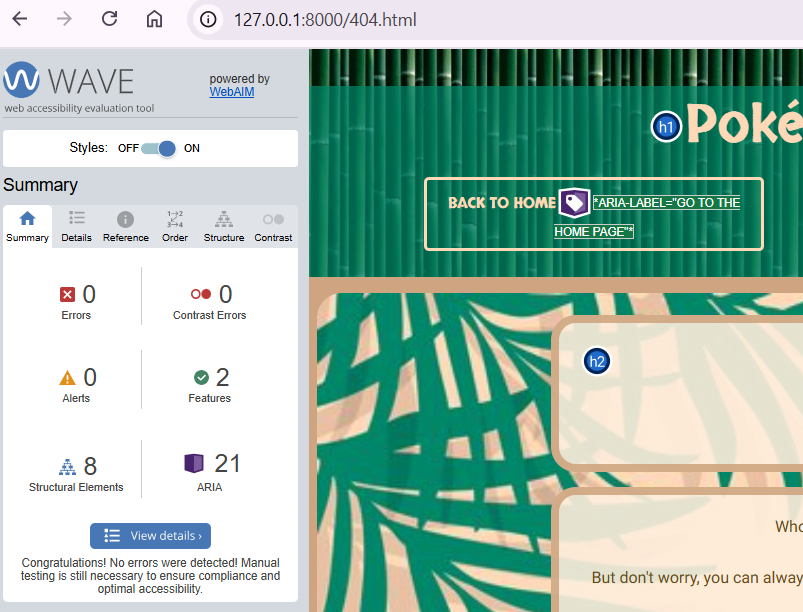 127.0.0.1:8000/404.html
WAVE
web accessibility evaluation tool
powered by
WebAIM
Styles: OFF ON
Summary
Summary Details Reference Order Structure Contrast
0 Errors
0 Contrast Errors
0 Alerts
2 Features
8 Structural Elements
21 ARIA
View details ›
Congratulations! No errors were detected! Manual
testing is still necessary to ensure compliance and
optimal accessibility.
h1 Poké
BACK TO HOME *ARIA-LABEL="GO TO THE
HOME PAGE"*
h2
Who
But don't worry, you can alway